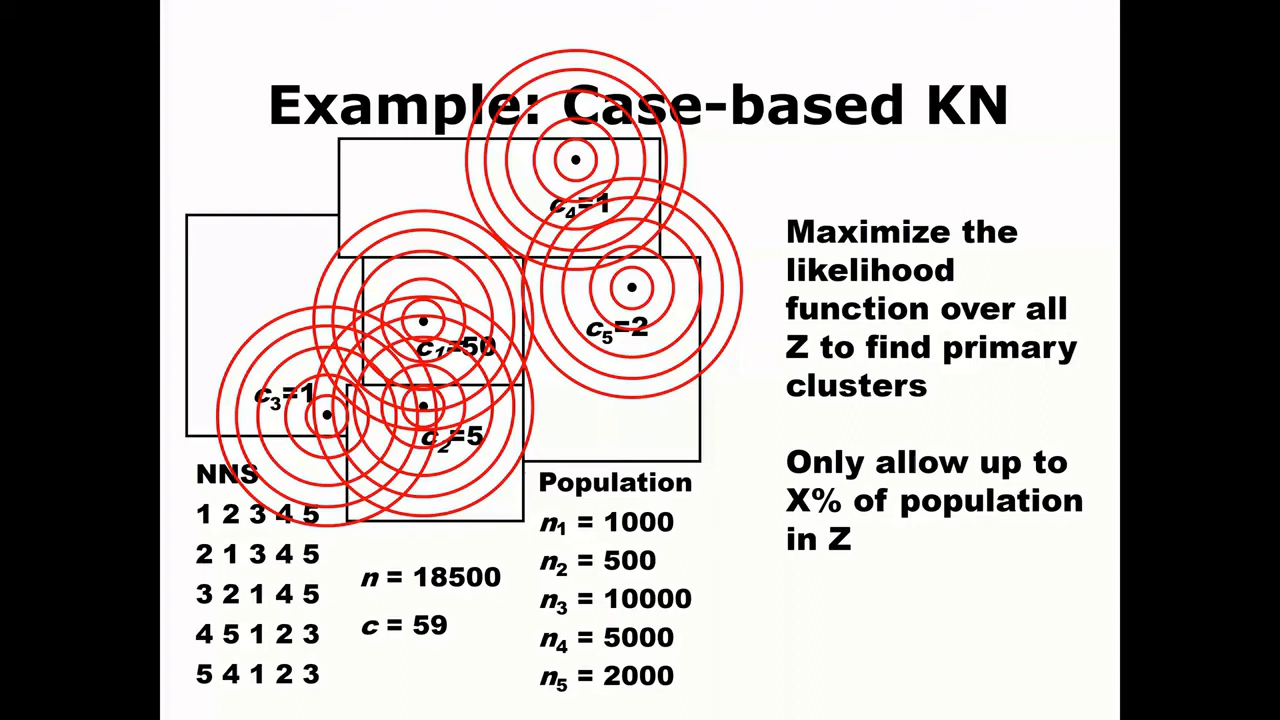 Example: Case-based KN
c4=1
c5=2
c1=50
c3=1
c2=5
Maximize the
likelihood
function over all
Z to find primary
clusters
Only allow up to
X% of population
in Z
NNS
1 2 3 4 5
2 1 3 4 5
3 2 1 4 5
4 5 1 2 3
5 4 1 2 3
n = 18500
c = 59
Population
n1 = 1000
n2 = 500
n3 = 10000
n4 = 5000
n5 = 2000